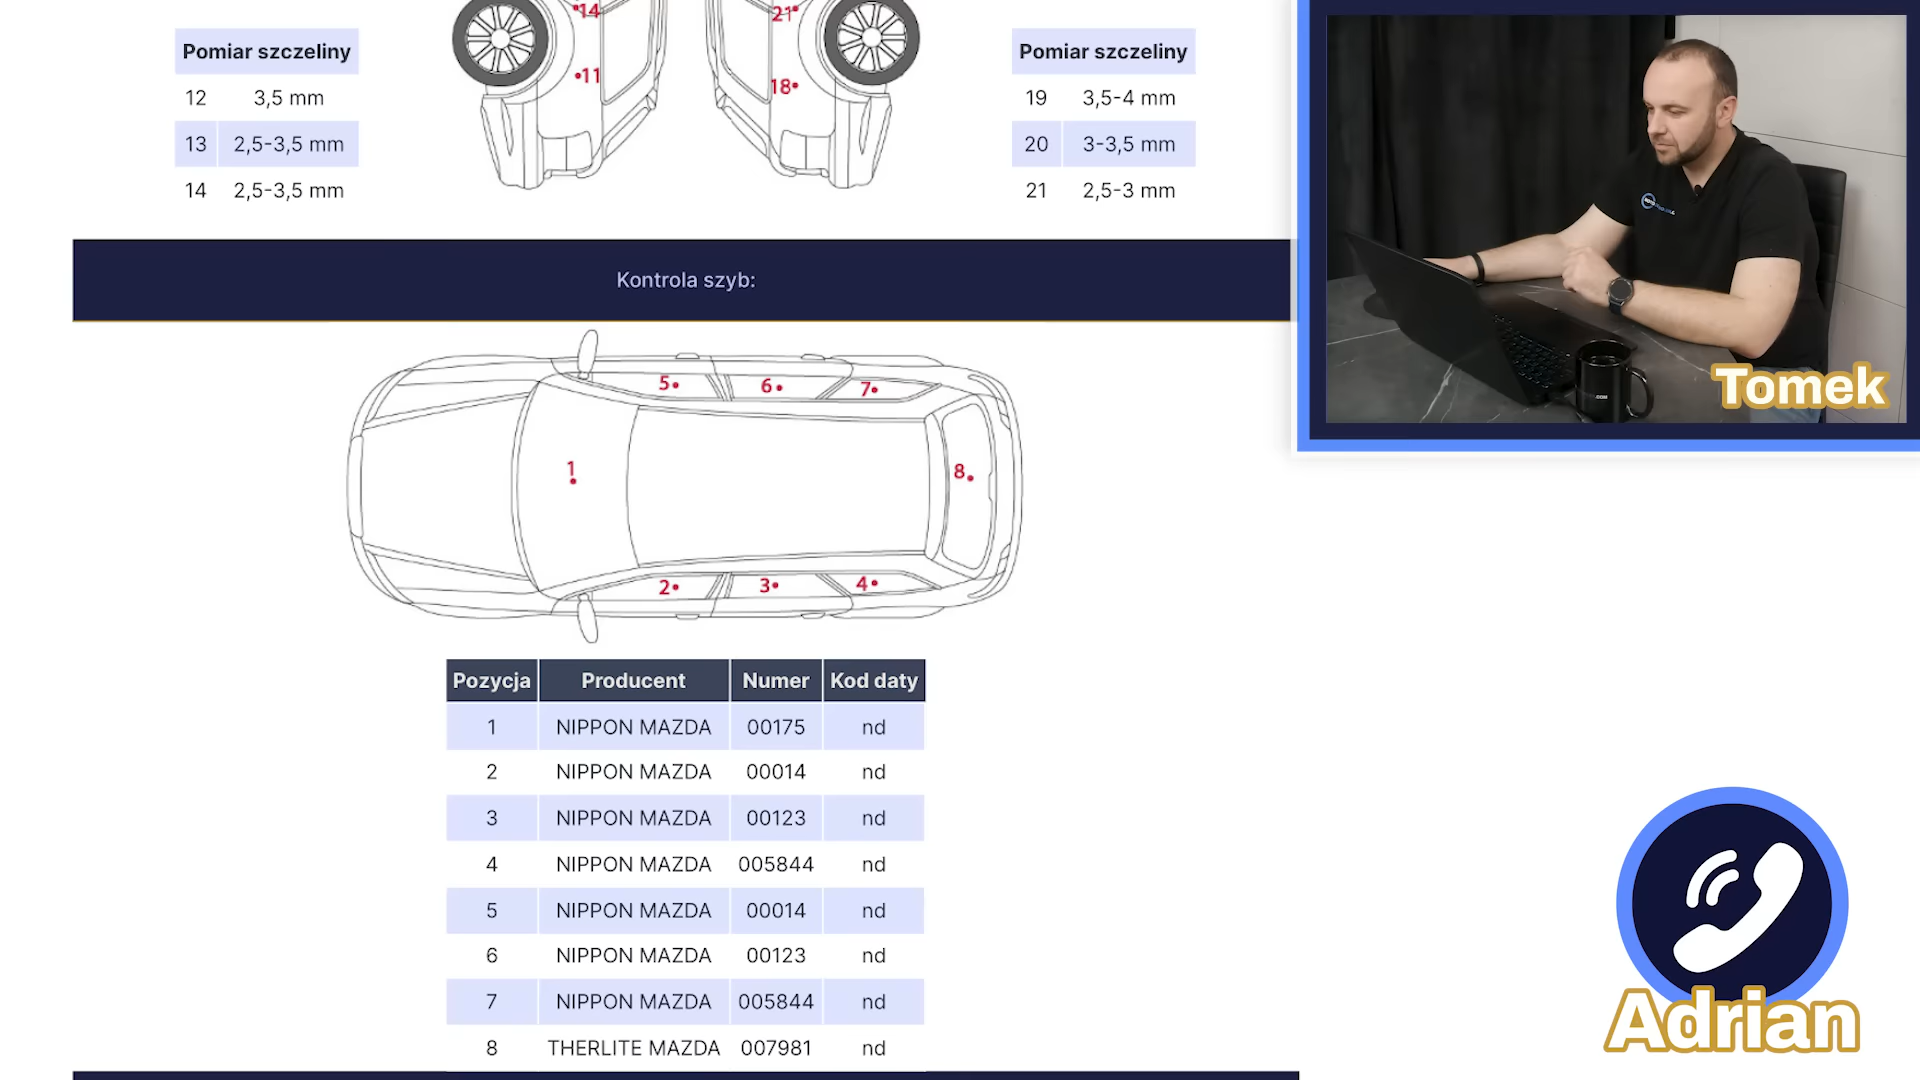 14
21
Pomiar szczeliny
Pomiar szczeliny
11
18
12 3,5 mm
19 3,5-4 mm
13 2,5-3,5 mm
20 3-3,5 mm
14 2,5-3,5 mm
21 2,5-3 mm
Tomek
Kontrola szyb:
5 6 7
1
8
2 3 4
Pozycja Producent Numer Kod daty
1 NIPPON MAZDA 00175 nd
2 NIPPON MAZDA 00014 nd
3 NIPPON MAZDA 00123 nd
4 NIPPON MAZDA 005844 nd
5 NIPPON MAZDA 00014 nd
6 NIPPON MAZDA 00123 nd
7 NIPPON MAZDA 005844 nd
8 THERLITE MAZDA 007981 nd
Adrian